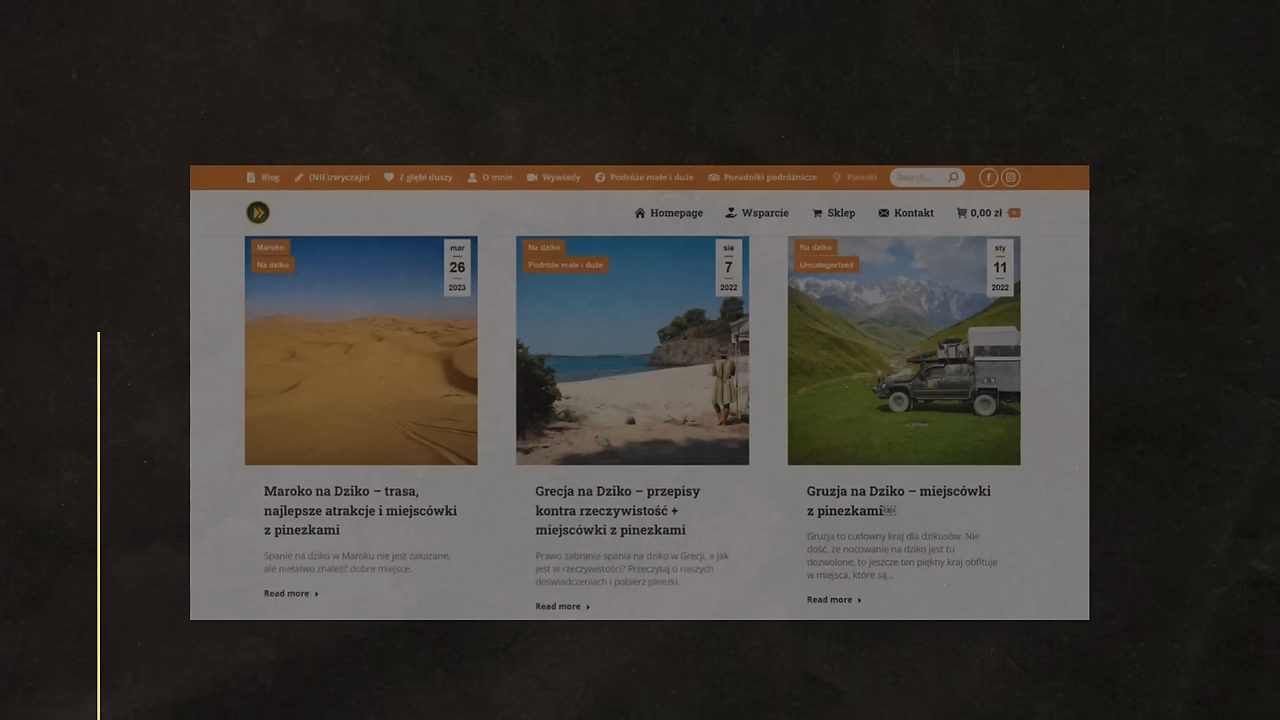 Blog (NIE)zwyczajni Z głębi duszy O mnie Wywiady Podróże małe i duże Poradniki podróżnicze Pinezki Search...
Homepage Wsparcie Sklep Kontakt 0,00 zł
Maroko
Na dziko
mar
26
2023
Maroko na Dziko – trasa,
najlepsze atrakcje i miejscówki
z pinezkami
Spanie na dziko w Maroku nie jest zakazane,
ale niełatwo znaleźć dobre miejsce.
Read more
Na dziko
Podróże małe i duże
sie
7
2022
Grecja na Dziko – przepisy
kontra rzeczywistość +
miejscówki z pinezkami
Prawo zabrania spania na dziko w Grecji, a jak
jest w rzeczywistości? Przeczytaj o naszych
doświadczeniach i pobierz pinezki.
Read more
Na dziko
Uncategorized
sty
11
2022
Gruzja na Dziko – miejscówki
z pinezkami
Gruzja to cudowny kraj dla dzikusów. Nie
dość, że nocowanie na dziko jest tu
dozwolone, to jeszcze ten piękny kraj obfituje
w miejsca, które są...
Read more